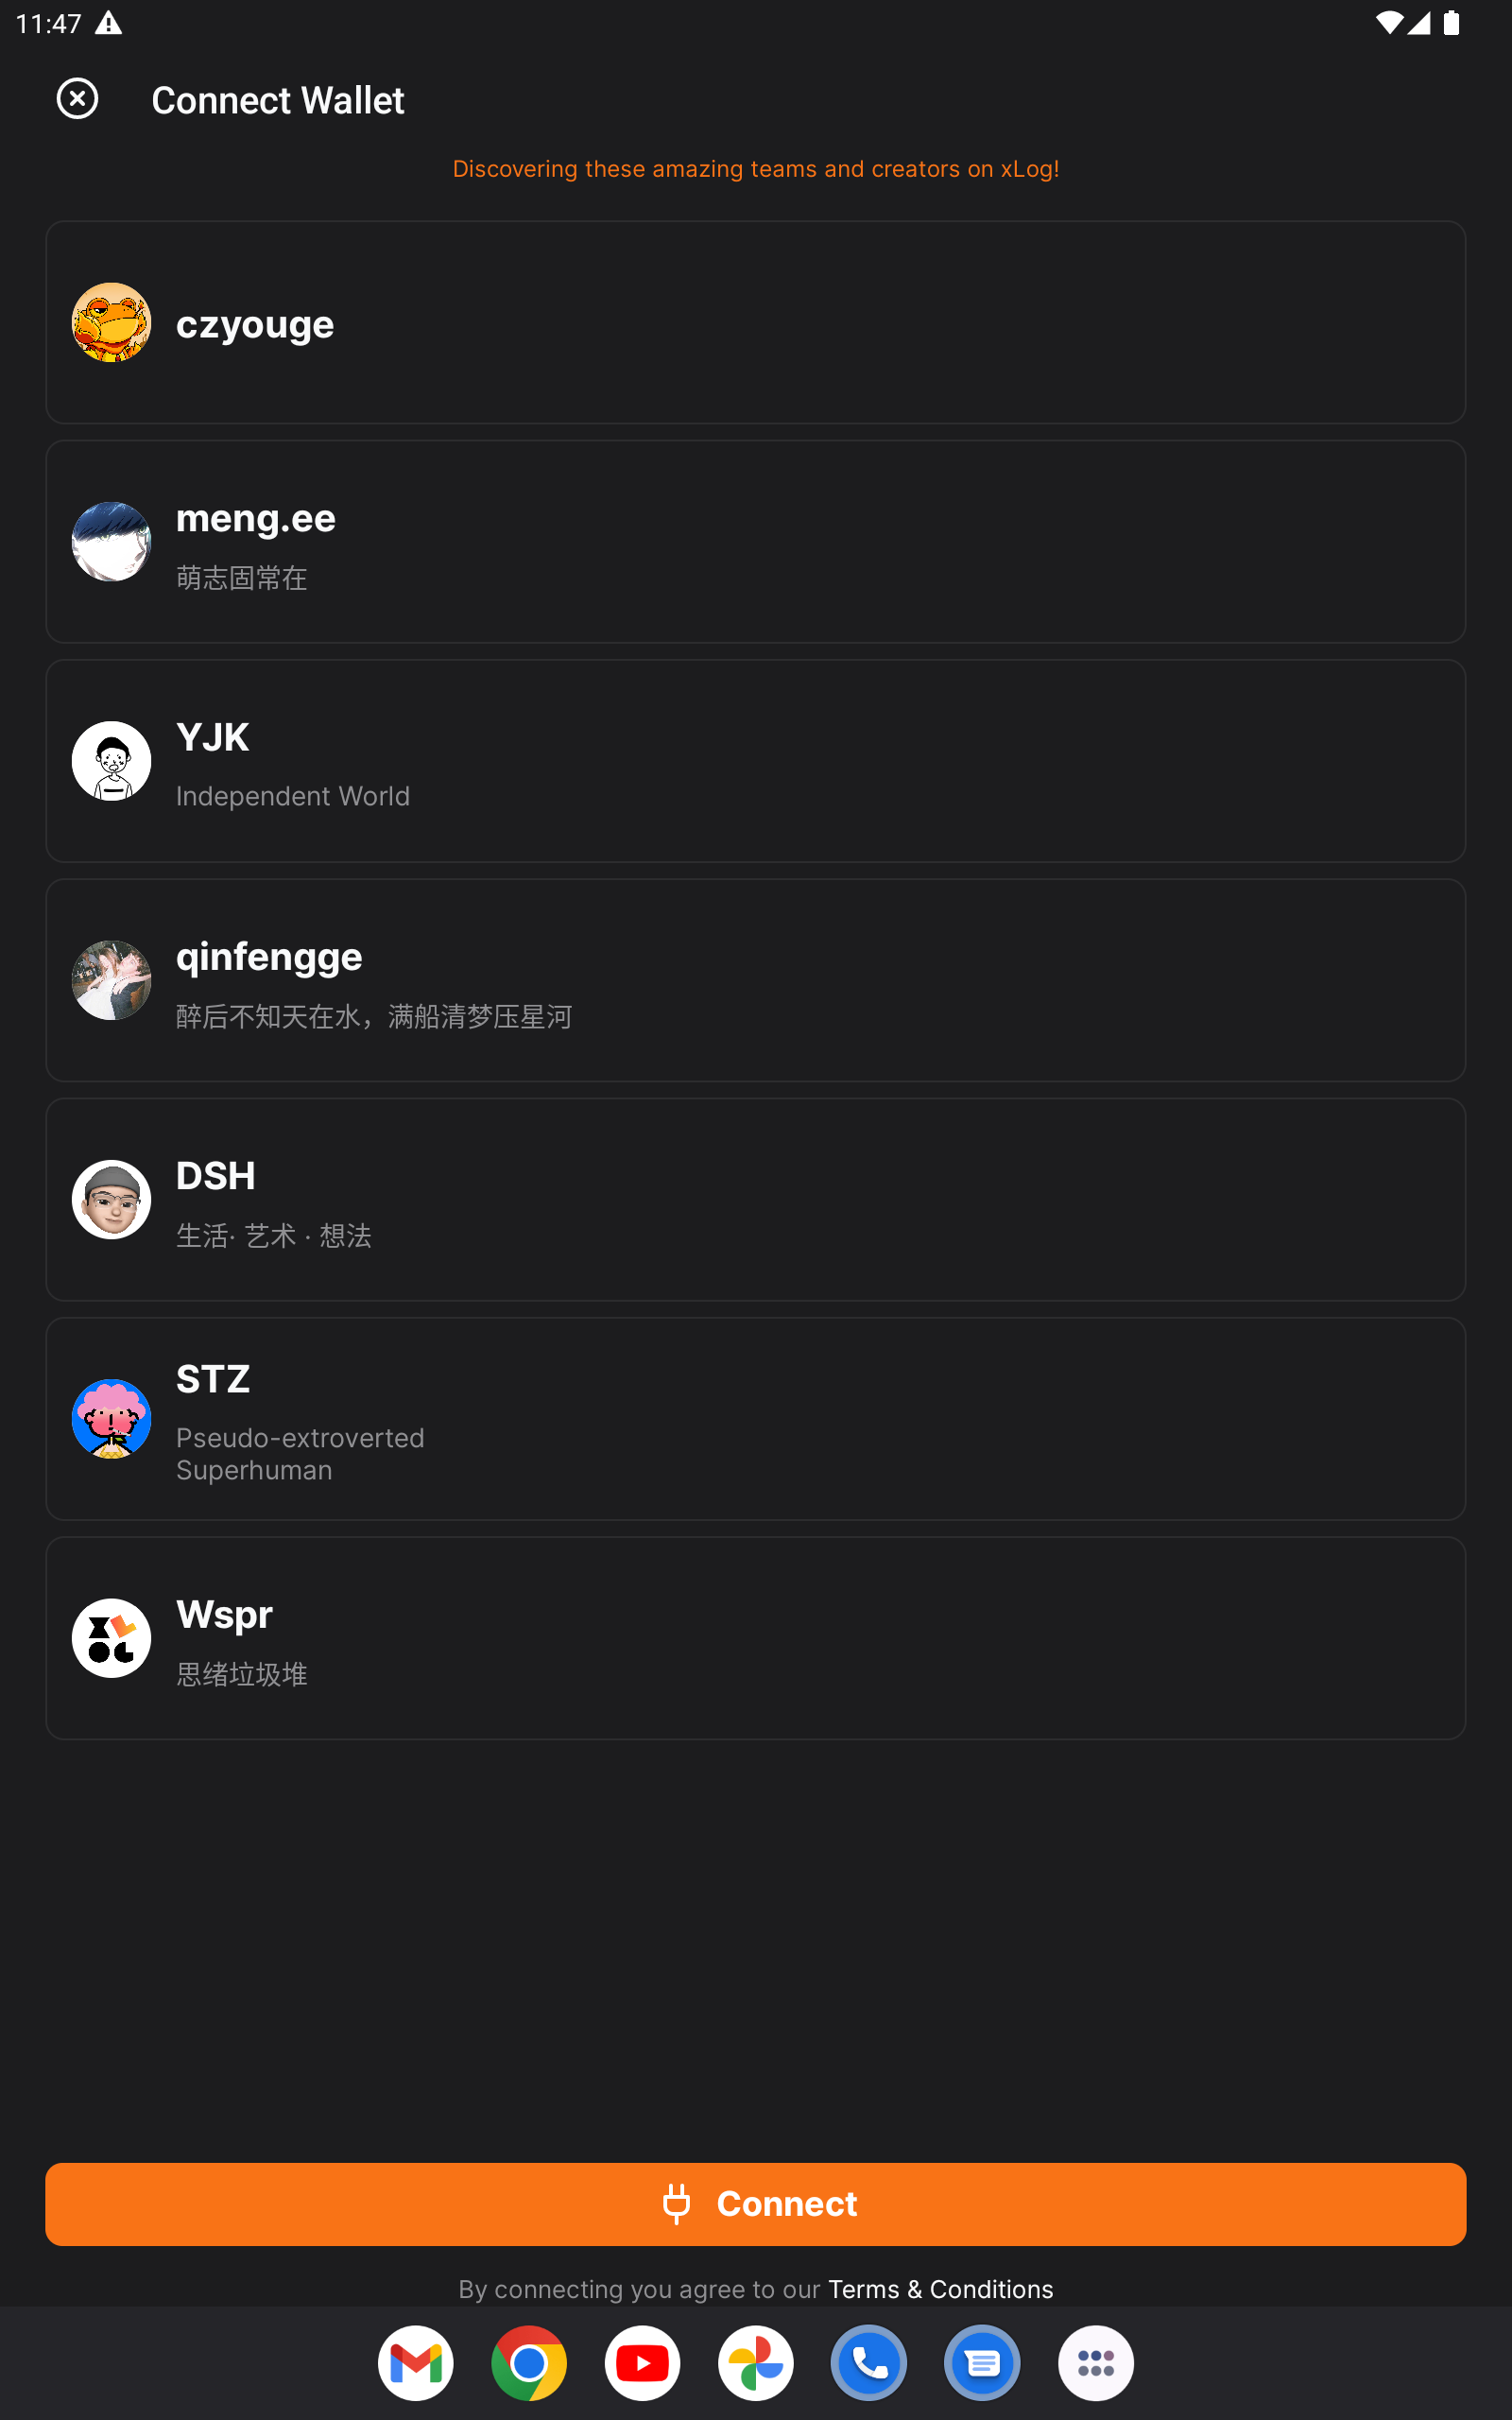 11:47
Connect Wallet
Discovering these amazing teams and creators on xLog!
czyouge
meng.ee
萌志固常在
YJK
Independent World
qinfengge
醉后不知天在水，满船清梦压星河
DSH
生活· 艺术 · 想法
STZ
Pseudo-extroverted
Superhuman
Wspr
思绪垃圾堆
Connect
By connecting you agree to our Terms & Conditions